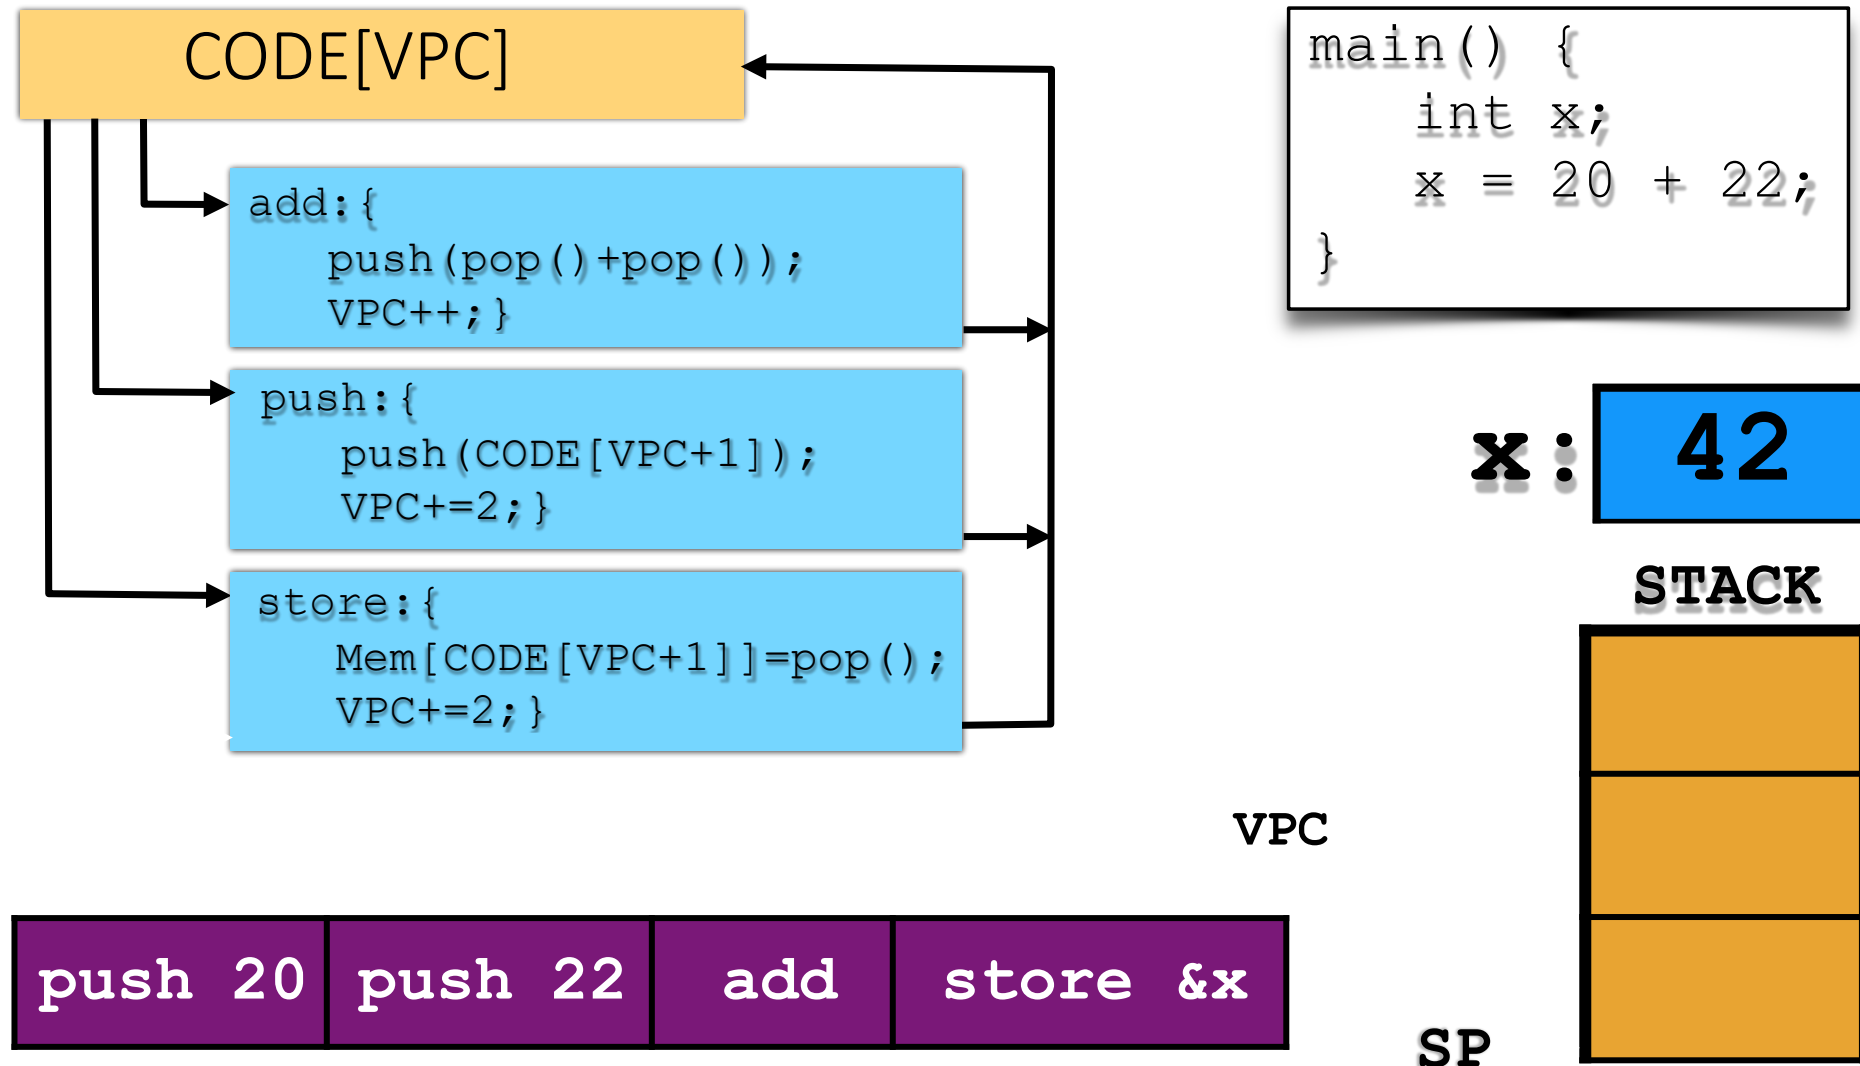 CODE[VPC]
add:{
push(pop()+pop());
VPC++;}
push:{
push(CODE[VPC+1]);
VPC+=2;}
store:{
Mem[CODE[VPC+1]]=pop();
VPC+=2;}
main() {
int x;
x = 20 + 22;
}
x: 42
STACK
VPC
push 20 push 22 add store &x
SP